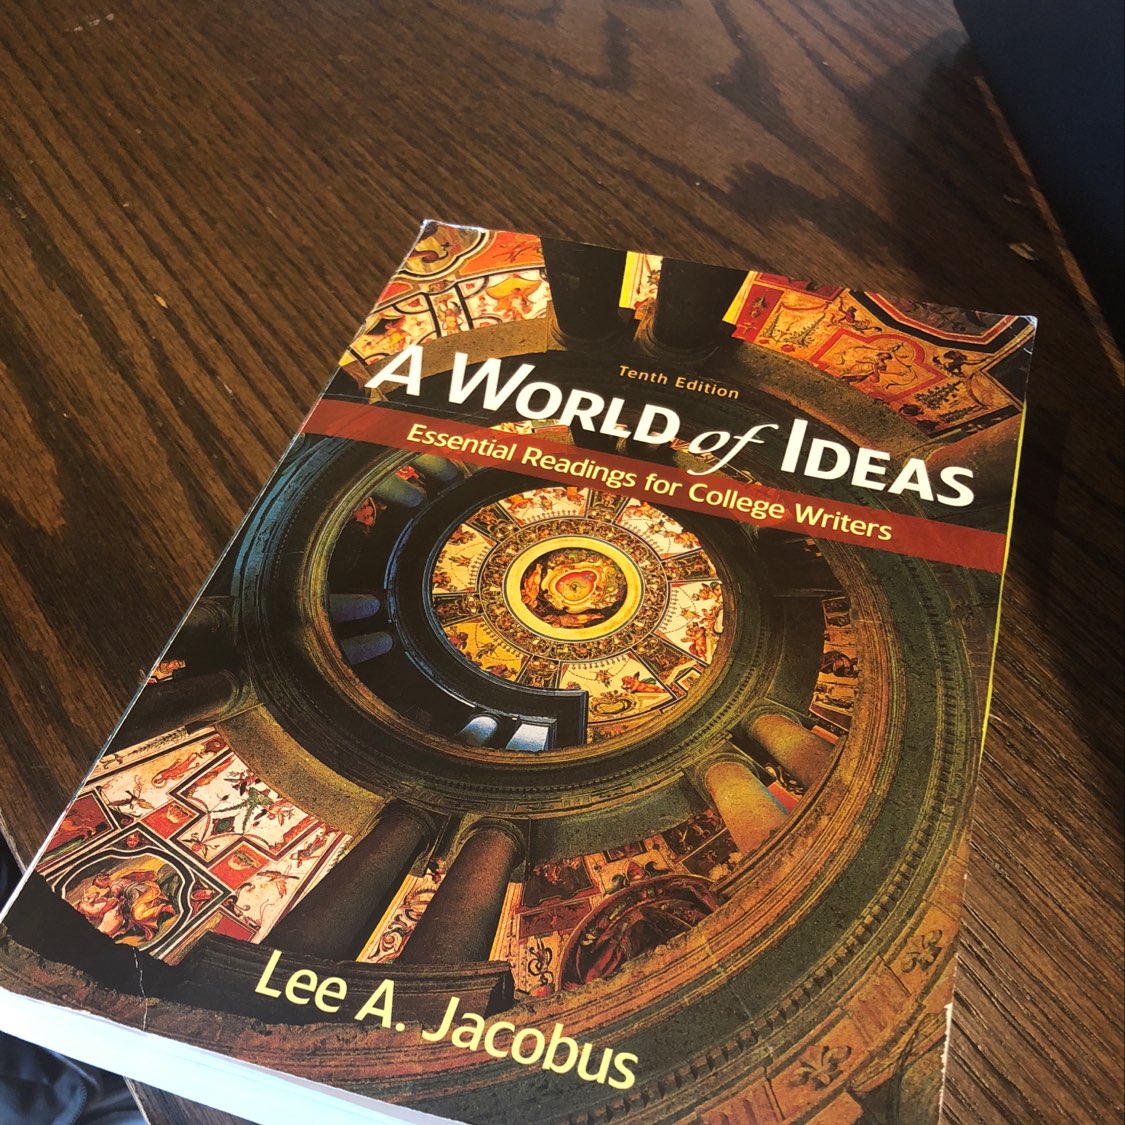 Tenth Edition
A WORLD of IDEAS
Essential Readings for College Writers
Lee A. Jacobus